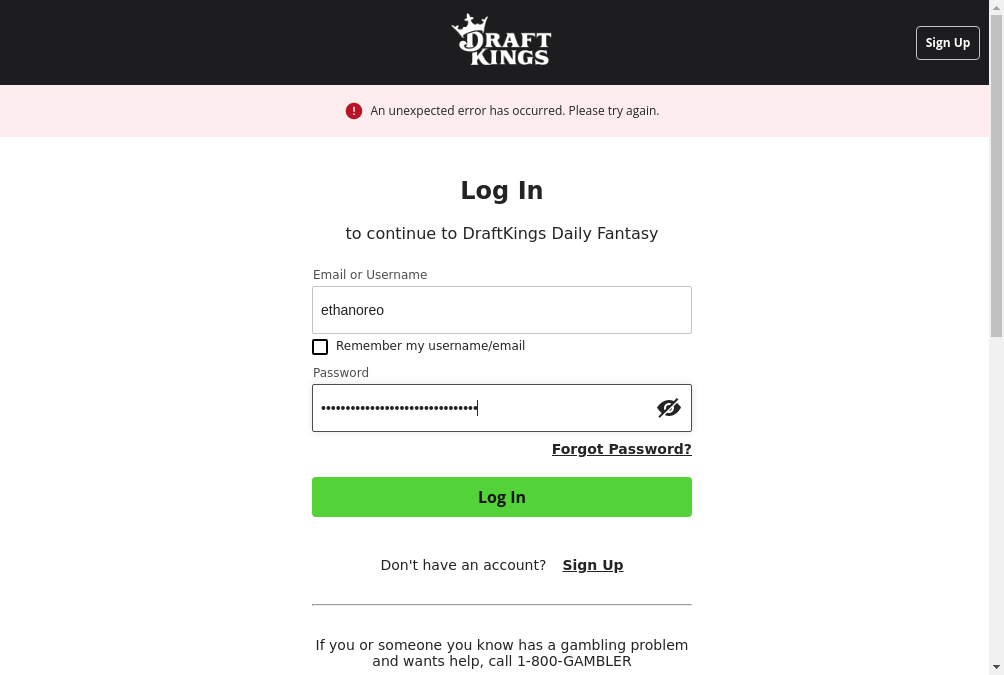 DRAFT
KINGS
Sign Up
An unexpected error has occurred. Please try again.
Log In
to continue to DraftKings Daily Fantasy
Email or Username
ethanoreo
Remember my username/email
Password
••••••••••••••••••••••••••••••••
Forgot Password?
Log In
Don't have an account? Sign Up
If you or someone you know has a gambling problem
and wants help, call 1-800-GAMBLER